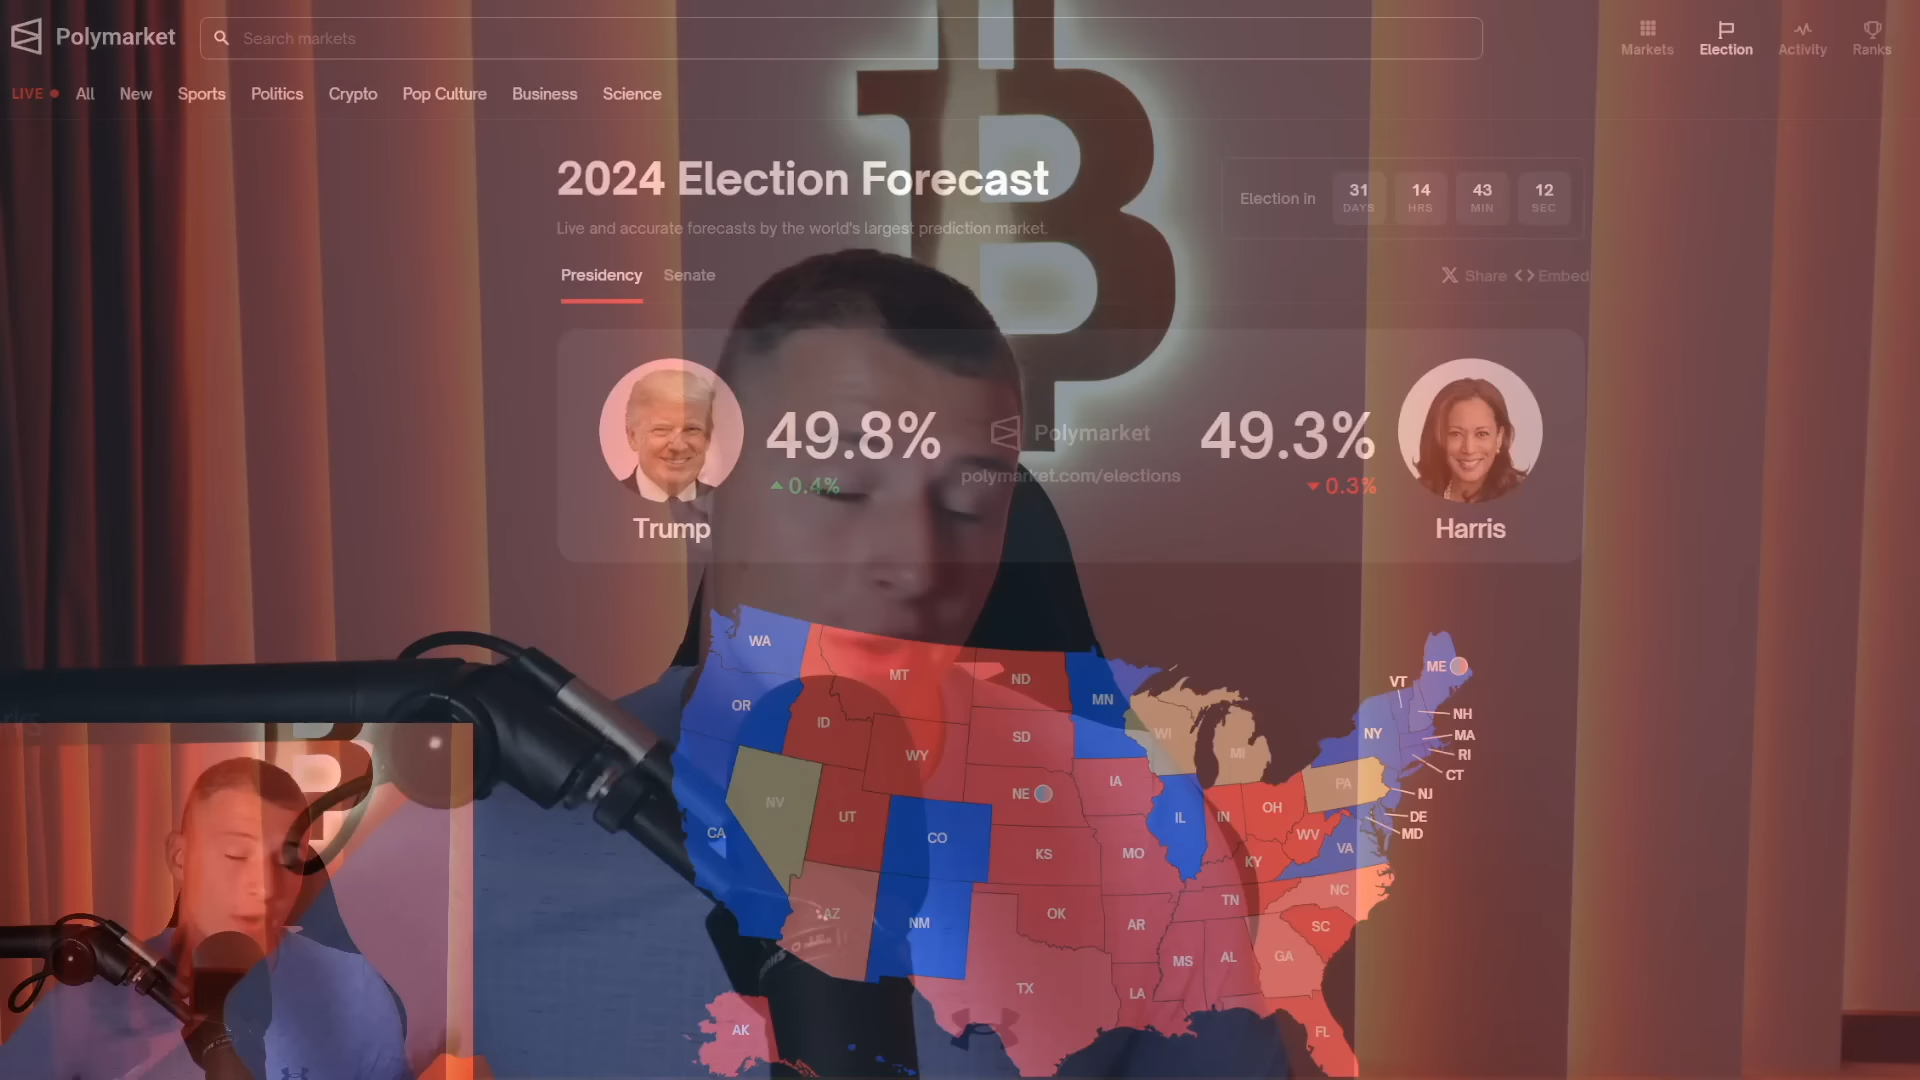 Polymarket
Search markets
Markets
Election
Activity
Ranks
LIVE
All
New
Sports
Politics
Crypto
Pop Culture
Business
Science
2024 Election Forecast
Live and accurate forecasts by the world's largest prediction market.
Election in
31
DAYS
14
HRS
43
MIN
12
SEC
Presidency
Senate
Share
Embed
49.8%
0.4%
Trump
Polymarket
polymarket.com/elections
49.3%
0.3%
Harris
WA
MT
ND
MN
ME
VT
OR
ID
SD
WI
MI
NY
NH
MA
RI
CT
WY
NE
IA
PA
NJ
NV
UT
CO
IL
IN
OH
DE
MD
CA
KS
MO
WV
VA
KY
NC
AZ
NM
OK
AR
TN
SC
MS
AL
GA
TX
LA
AK
FL